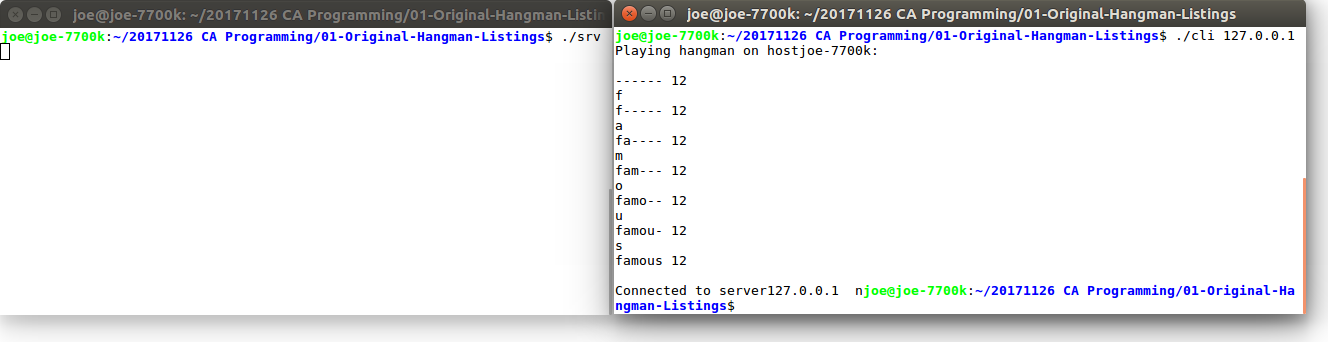 joe@joe-7700k: ~/20171126 CA Programming/01-Original-Hangman-Listin
joe@joe-7700k:~/20171126 CA Programming/01-Original-Hangman-Listings$ ./srv
joe@joe-7700k: ~/20171126 CA Programming/01-Original-Hangman-Listings
joe@joe-7700k:~/20171126 CA Programming/01-Original-Hangman-Listings$ ./cli 127.0.0.1
Playing hangman on hostjoe-7700k:
------ 12
f
f----- 12
a
fa---- 12
m
fam--- 12
o
famo-- 12
u
famou- 12
s
famous 12
Connected to server127.0.0.1  njoe@joe-7700k:~/20171126 CA Programming/01-Original-Ha
ngman-Listings$